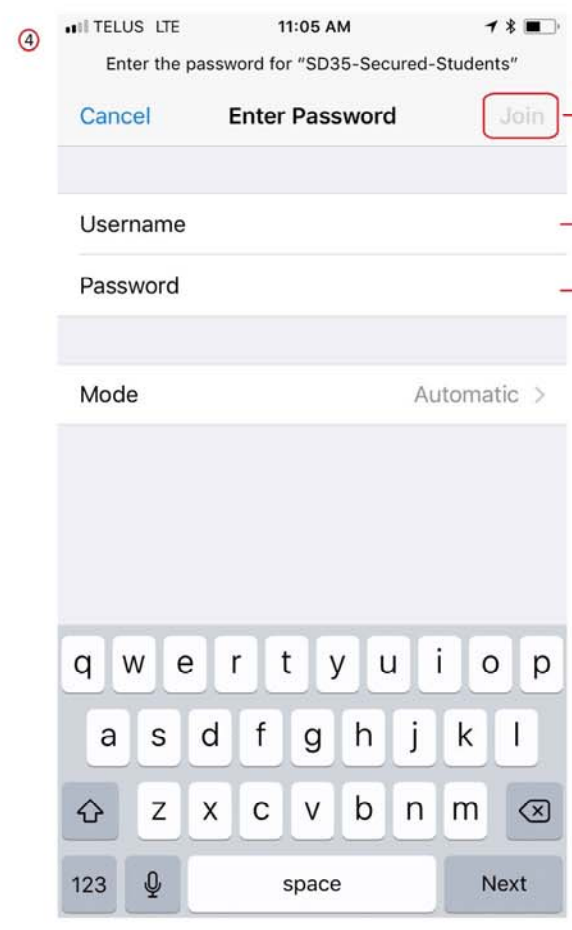 ④
TELUS LTE 11:05 AM
Enter the password for “SD35-Secured-Students”
Cancel Enter Password Join
Username
Password
Mode Automatic >
q w e r t y u i o p
a s d f g h j k l
z x c v b n m
123 space Next